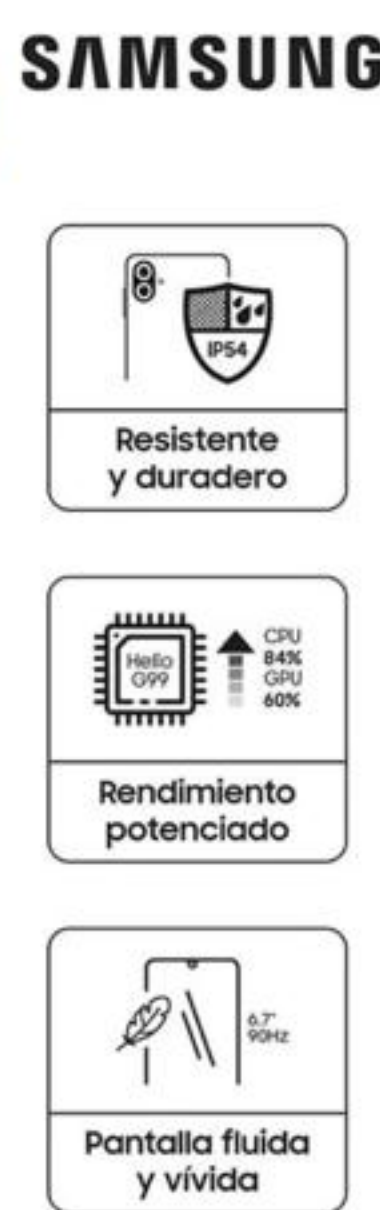 SAMSUNG
IP54
Resistente
y duradero
Hello
G99
CPU
84%
GPU
60%
Rendimiento
potenciado
6.7"
90Hz
Pantalla fluida
y vívida